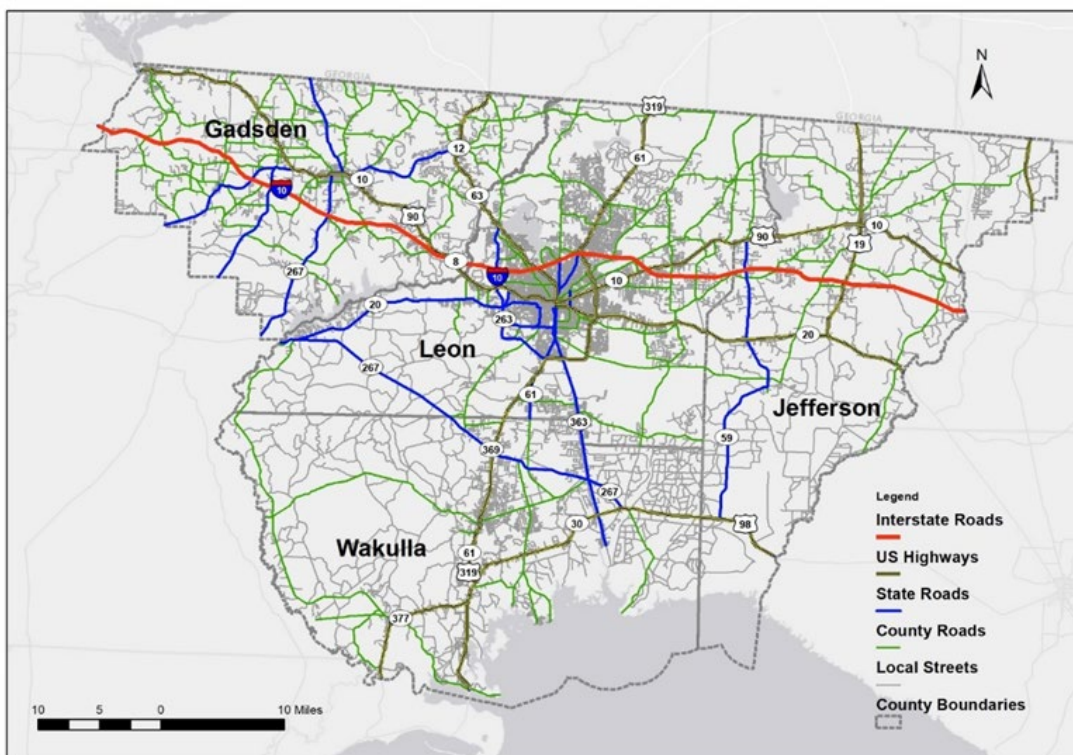 N
GEORGIA
FLORIDA
319
GEORGIA
FLORIDA
Gadsden
12
61
10
10
63
90
90
10
19
8
10
10
267
20
263
20
Leon
267
61
Jefferson
363
59
369
267
30
98
Wakulla
61
319
377
Legend
Interstate Roads
US Highways
State Roads
County Roads
Local Streets
County Boundaries
10 5 0 10 Miles